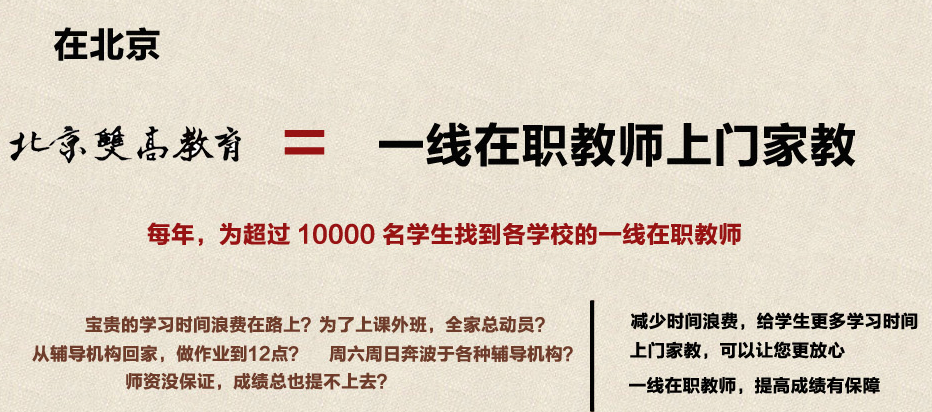 在北京
北京雙高教育 = 一线在职教师上门家教
每年，为超过 10000 名学生找到各学校的一线在职教师
宝贵的学习时间浪费在路上？为了上课外班，全家总动员？
从辅导机构回家，做作业到12点？ 周六周日奔波于各种辅导机构？
师资没保证，成绩总也提不上去？
减少时间浪费，给学生更多学习时间
上门家教，可以让您更放心
一线在职教师，提高成绩有保障